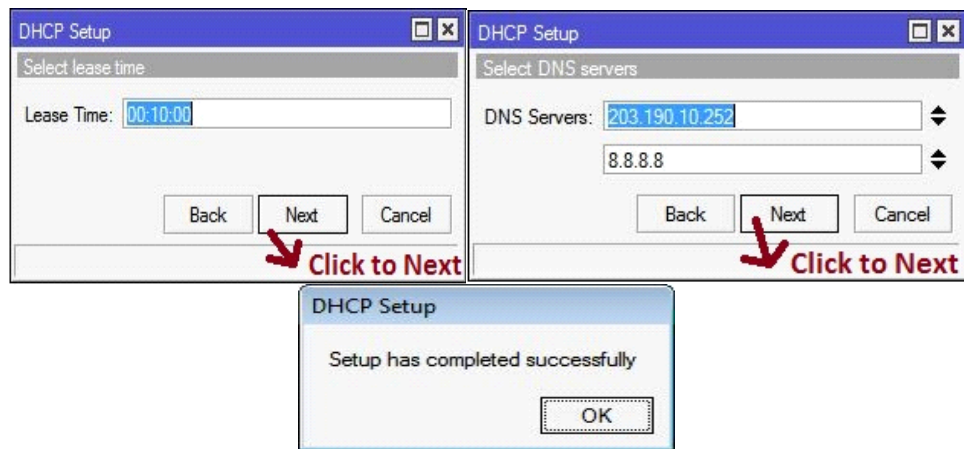 DHCP Setup
Select lease time
Lease Time: 00:10:00
Back Next Cancel
Click to Next
DHCP Setup
Select DNS servers
DNS Servers: 203.190.10.252
8.8.8.8
Back Next Cancel
Click to Next
DHCP Setup
Setup has completed successfully
OK